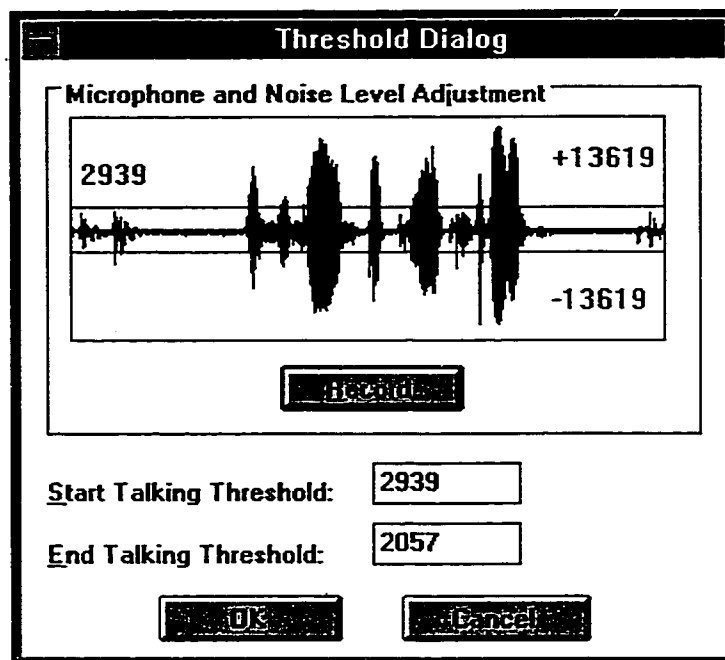 Threshold Dialog
Microphone and Noise Level Adjustment
2939
+13619
-13619
Record
Start Talking Threshold: 2939
End Talking Threshold: 2057
OK Cancel